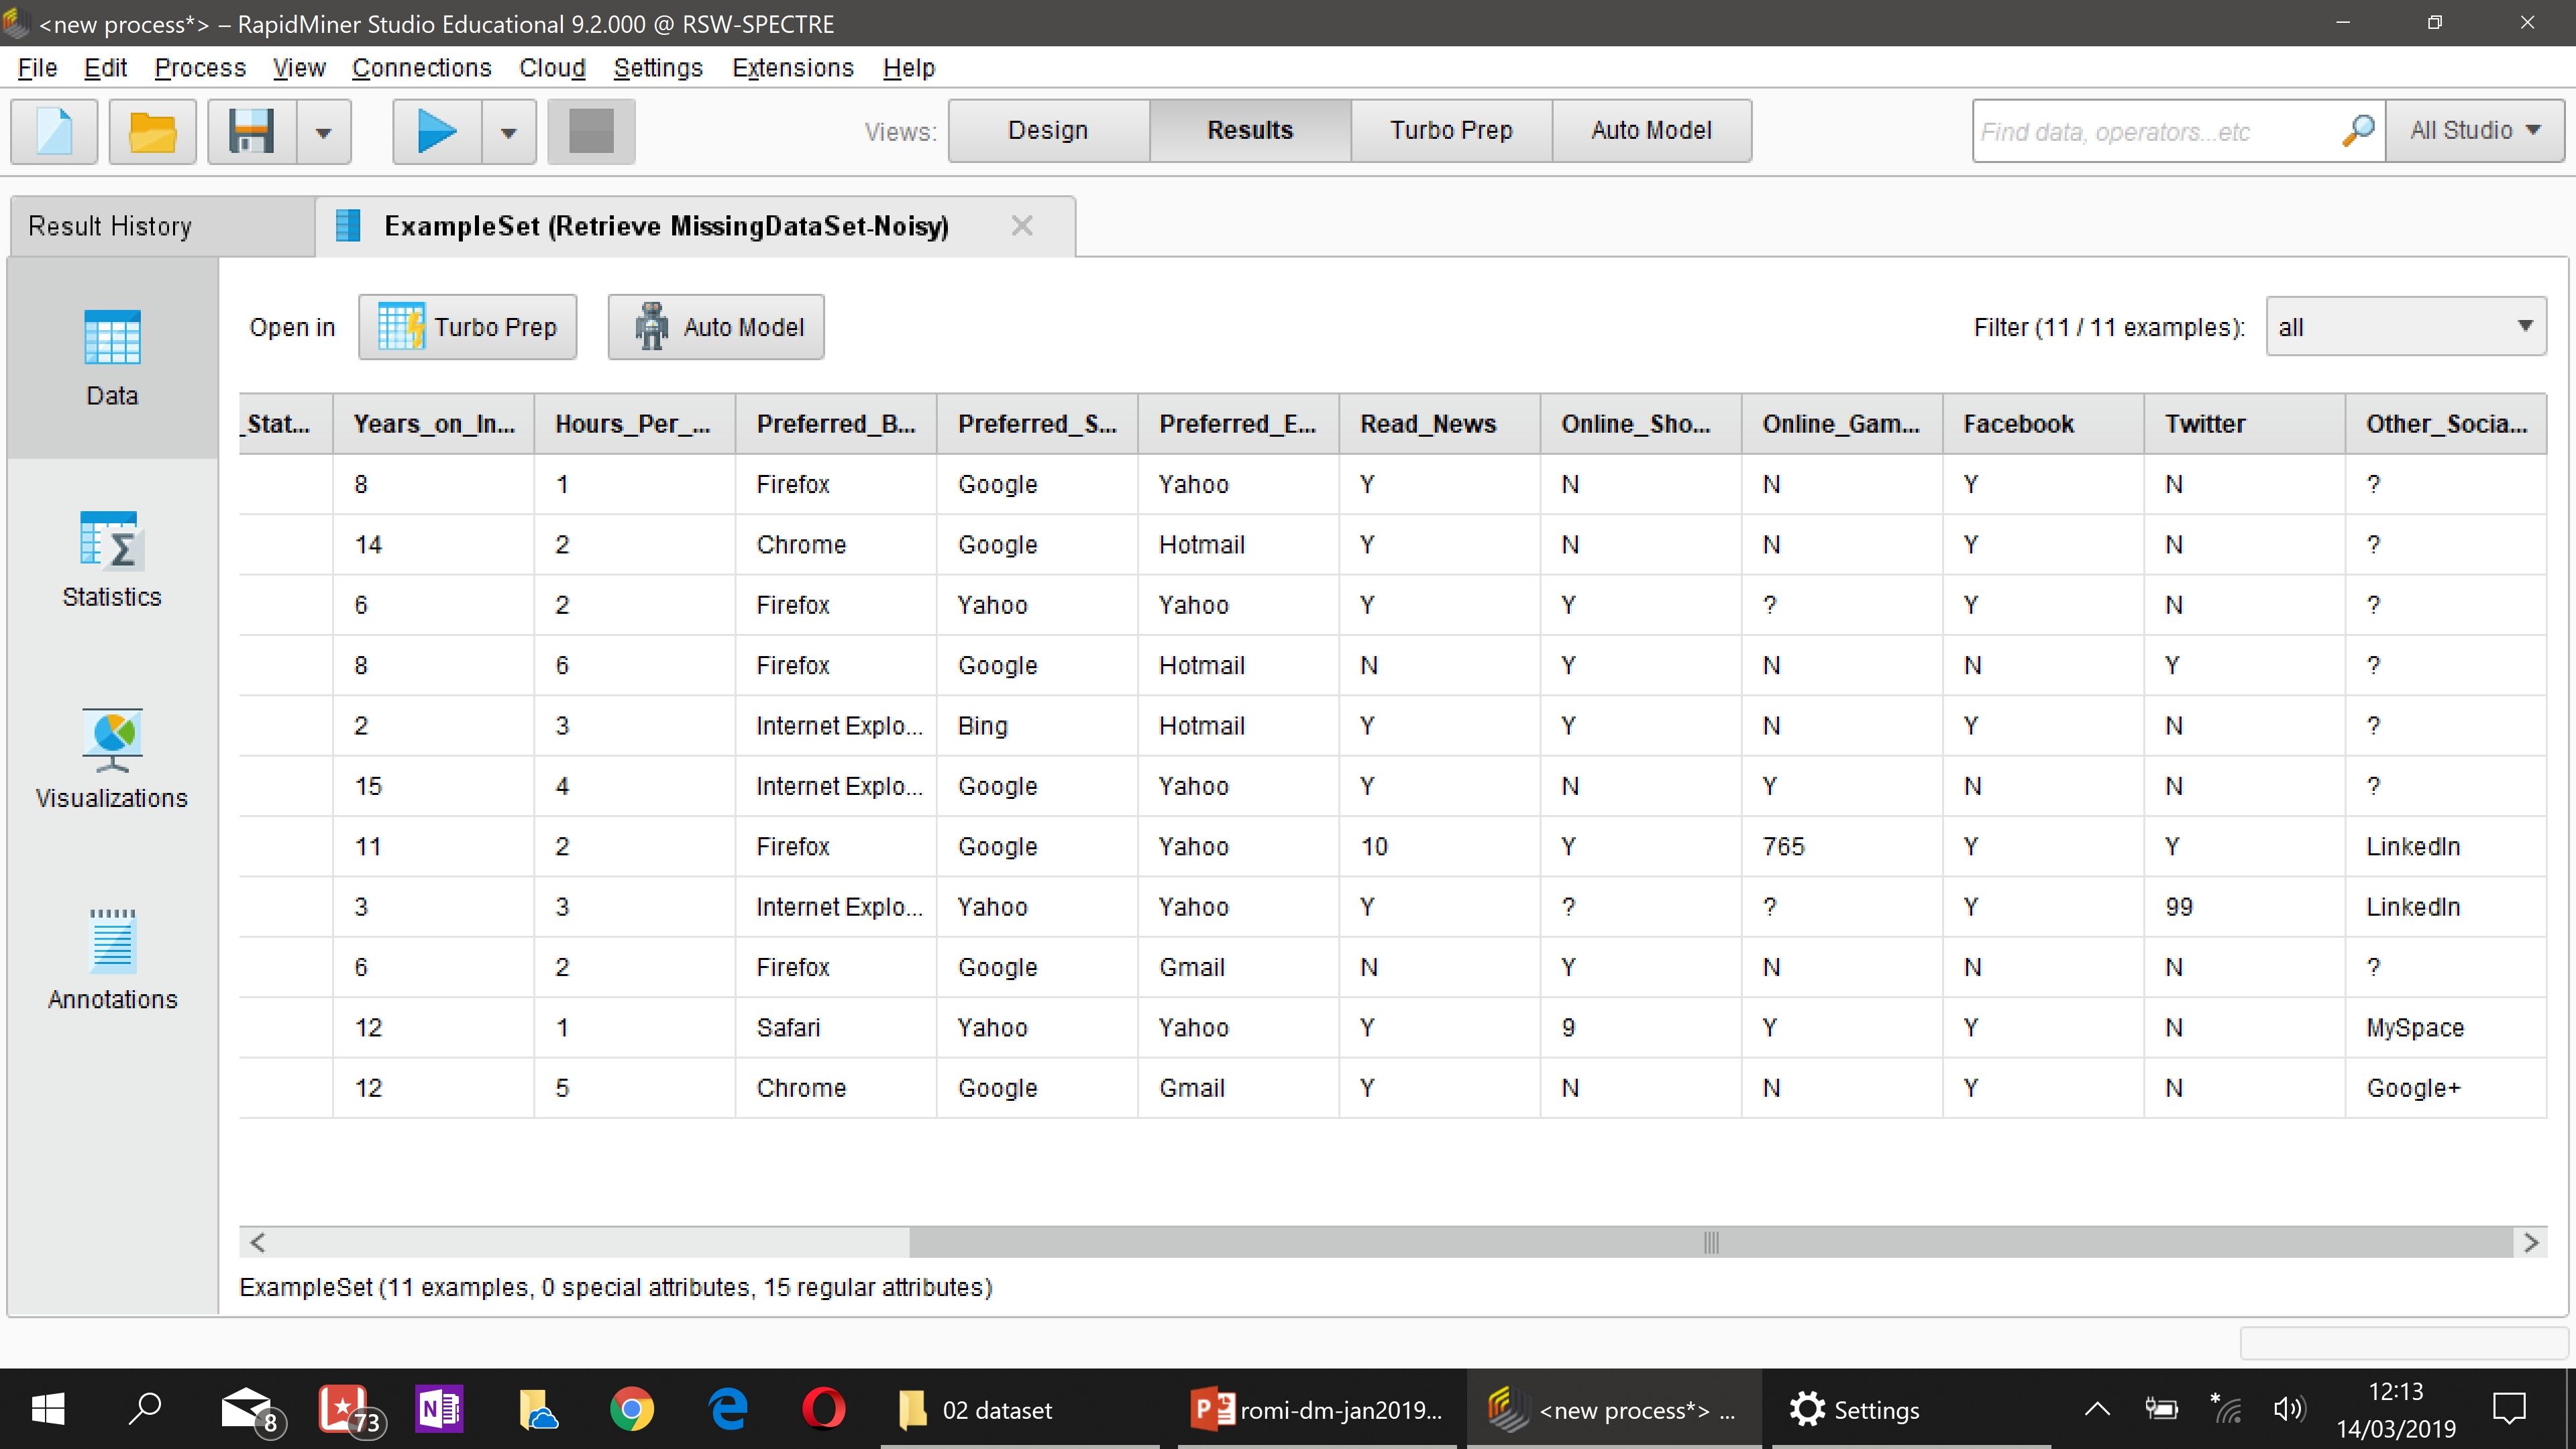 <new process*> – RapidMiner Studio Educational 9.2.000 @ RSW-SPECTRE
File Edit Process View Connections Cloud Settings Extensions Help
Views: Design Results Turbo Prep Auto Model Find data, operators...etc All Studio
Result History ExampleSet (Retrieve MissingDataSet-Noisy)
Open in Turbo Prep Auto Model Filter (11 / 11 examples): all
Data
Statistics
Visualizations
Annotations
_Stat... Years_on_In... Hours_Per_... Preferred_B... Preferred_S... Preferred_E... Read_News Online_Sho... Online_Gam... Facebook Twitter Other_Socia...
8 1 Firefox Google Yahoo Y N N Y N ?
14 2 Chrome Google Hotmail Y N N Y N ?
6 2 Firefox Yahoo Yahoo Y Y ? Y N ?
8 6 Firefox Google Hotmail N Y N N Y ?
2 3 Internet Explo... Bing Hotmail Y Y N Y N ?
15 4 Internet Explo... Google Yahoo Y N Y N N ?
11 2 Firefox Google Yahoo 10 Y 765 Y Y LinkedIn
3 3 Internet Explo... Yahoo Yahoo Y ? ? Y 99 LinkedIn
6 2 Firefox Google Gmail N Y N N N ?
12 1 Safari Yahoo Yahoo Y 9 Y Y N MySpace
12 5 Chrome Google Gmail Y N N Y N Google+
ExampleSet (11 examples, 0 special attributes, 15 regular attributes)
8 73 N 02 dataset P romi-dm-jan2019... <new process*> ... Settings 12:13
14/03/2019